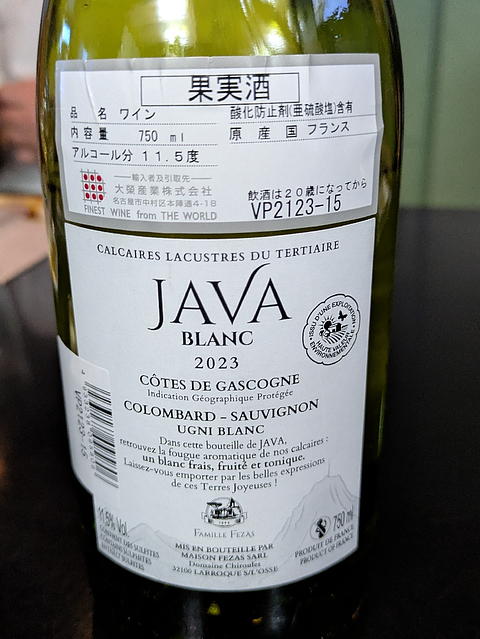 果実酒
品 名 ワイン
酸化防止剤(亜硫酸塩)含有
内容量 750 ml
原 産 国 フランス
アルコール分 11.5度
輸入者及引取先
大榮産業株式会社
名古屋市中村区本陣通4-18
FINEST WINE from THE WORLD
飲酒は20歳になってから
VP2123-15
CALCAIRES LACUSTRES DU TERTIAIRE
JAVA
BLANC
2023
ISSU D'UNE EXPLOITATION
HAUTE VALEUR
ENVIRONNEMENTALE
CÔTES DE GASCOGNE
Indication Géographique Protégée
COLOMBARD - SAUVIGNON
UGNI BLANC
Dans cette bouteille de JAVA,
retrouvez la fougue aromatique de nos calcaires :
un blanc frais, fruité et tonique.
Laissez-vous emporter par les belles expressions
de ces Terres Joyeuses !
FAMILLE FEZAS
11,5% Vol.
750 ml
MIS EN BOUTEILLE PAR
MAISON FEZAS SARL
Domaine Chiroulet
32100 LARROQUE S/L'OSSE
PRODUIT DE FRANCE
PRODUCT OF FRANCE